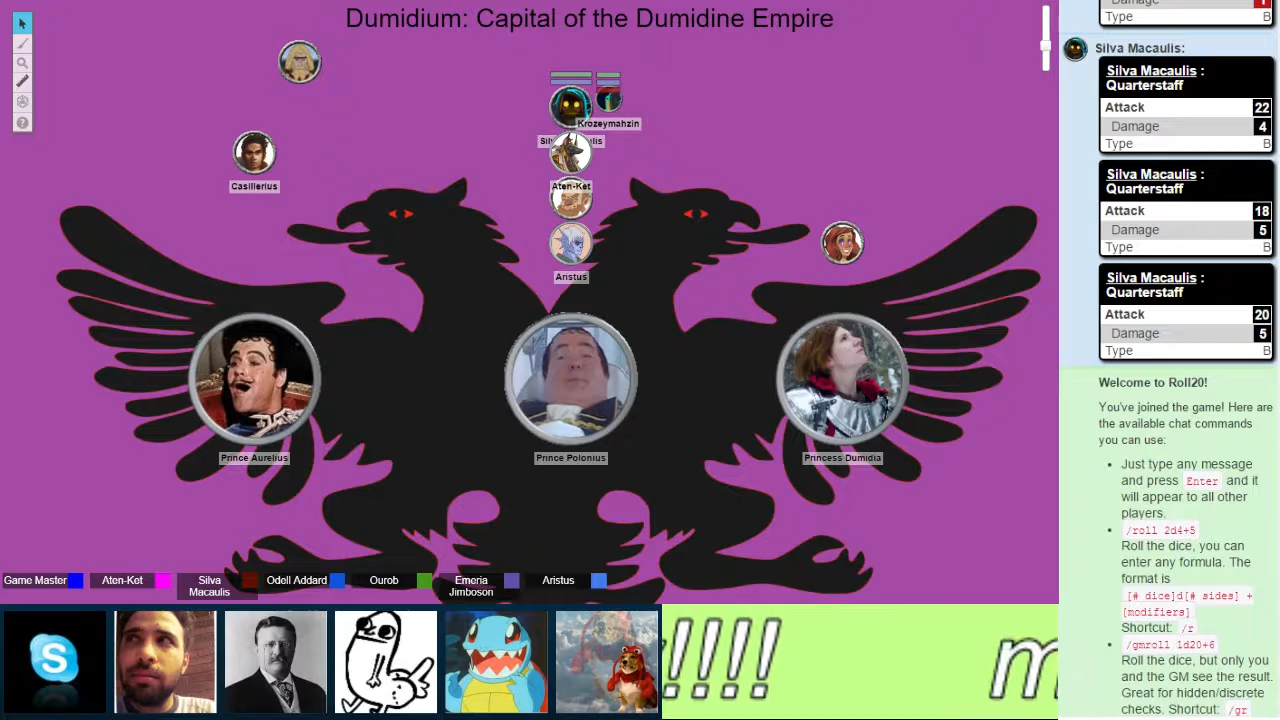 Dumidium: Capital of the Dumidine Empire
Krozeymahzin
Aten-Ket
Casillerius
Aristus
Prince Aurelius
Prince Polonius
Princess Dumidia
Game Master
Aten-Ket
Silva
Macaulis
Odell Addard
Ourob
Emeria
Jimboson
Aristus
S
!!!!
m
Type B
Silva Macaulis:
Silva Macaulis :
Quarterstaff
Attack 22
Damage 4
Type B
Silva Macaulis :
Quarterstaff
Attack 18
Damage 5
Type B
Silva Macaulis :
Quarterstaff
Attack 20
Damage 5
Type B
Welcome to Roll20!
You've joined the game! Here are
the available chat commands
you can use:
Just type any message
and press Enter and it
will appear to all other
players.
/roll 2d4+5
Roll the dice, you can
enter any formula. The
format is
[# dice]d[# sides] +
[modifiers]
Shortcut: /r
/gmroll 1d20+6
Roll the dice, but only you
and the GM see the result.
Great for hidden/discrete
checks. Shortcut: /gr